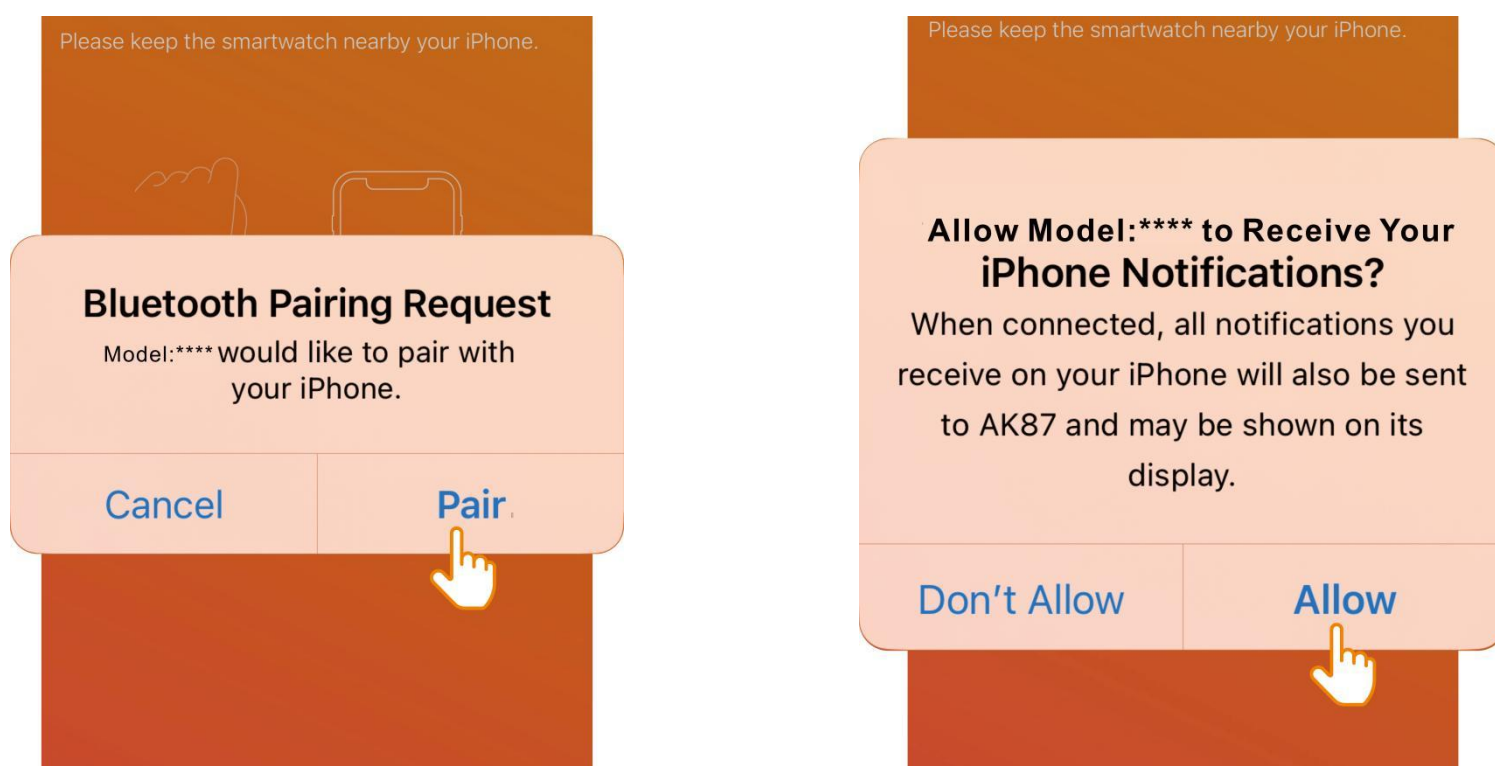 Please keep the smartwatch nearby your iPhone.
Bluetooth Pairing Request
Model:**** would like to pair with
your iPhone.
Cancel
Pair
Please keep the smartwatch nearby your iPhone.
Allow Model:**** to Receive Your
iPhone Notifications?
When connected, all notifications you
receive on your iPhone will also be sent
to AK87 and may be shown on its
display.
Don't Allow
Allow